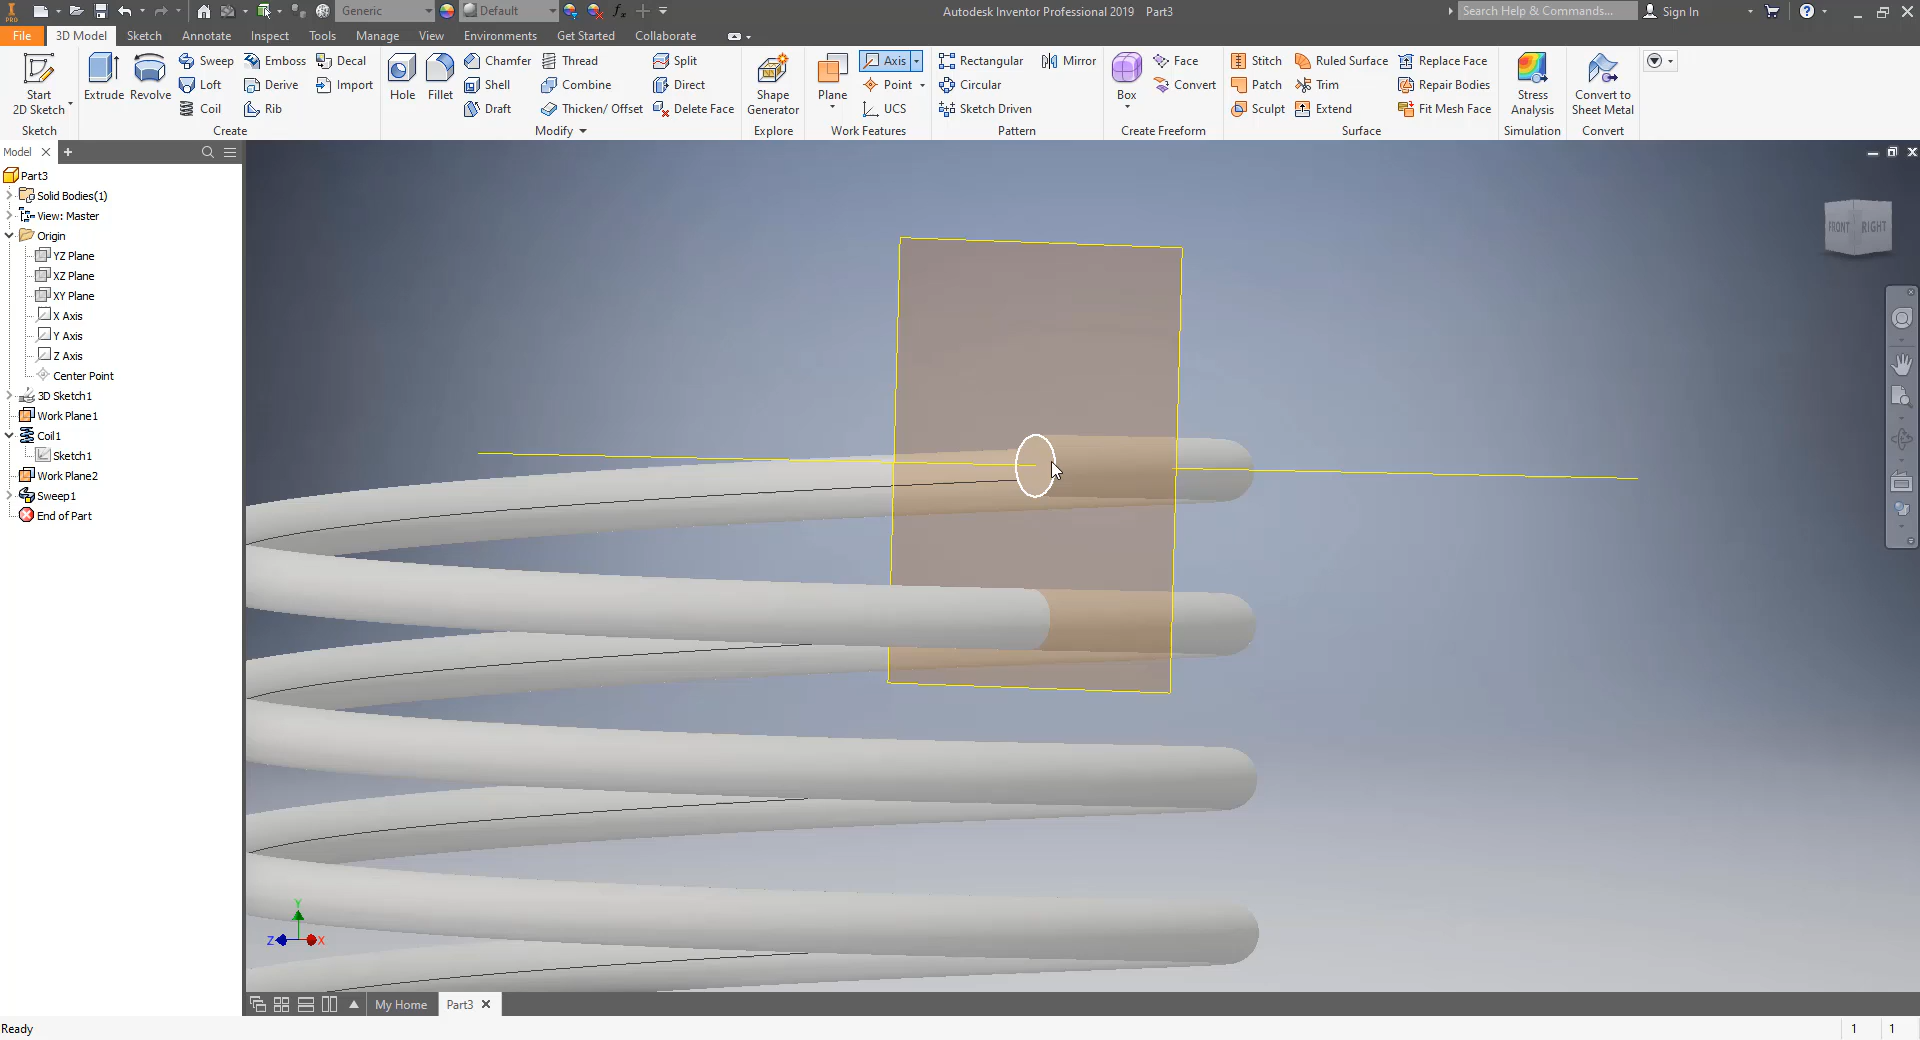 PRO
Generic
Default
fx
Autodesk Inventor Professional 2019 Part3
Search Help & Commands...
Sign In
File
3D Model
Sketch
Annotate
Inspect
Tools
Manage
View
Environments
Get Started
Collaborate
Start
2D Sketch
Sketch
Extrude
Revolve
Sweep
Loft
Coil
Emboss
Derive
Rib
Decal
Import
Create
Hole
Fillet
Chamfer
Shell
Draft
Thread
Combine
Thicken/ Offset
Split
Direct
Delete Face
Modify
Shape
Generator
Explore
Plane
Axis
Point
UCS
Work Features
Rectangular
Circular
Sketch Driven
Mirror
Pattern
Box
Face
Convert
Create Freeform
Stitch
Patch
Sculpt
Ruled Surface
Trim
Extend
Replace Face
Repair Bodies
Fit Mesh Face
Surface
Stress
Analysis
Simulation
Convert to
Sheet Metal
Convert
Model
Part3
Solid Bodies(1)
View: Master
Origin
YZ Plane
XZ Plane
XY Plane
X Axis
Y Axis
Z Axis
Center Point
3D Sketch1
Work Plane1
Coil1
Sketch1
Work Plane2
Sweep1
End of Part
FRONT
RIGHT
Y
Z
X
My Home
Part3
Ready
1
1